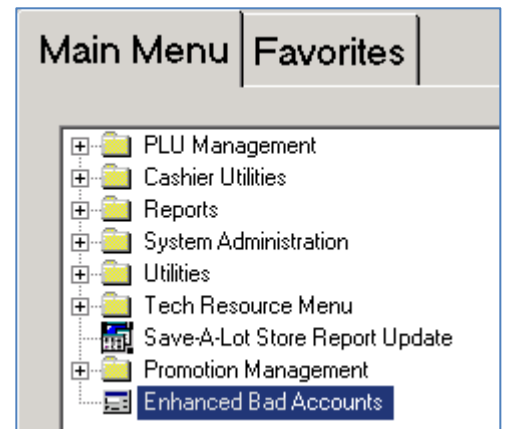 Main Menu Favorites
PLU Management
Cashier Utilities
Reports
System Administration
Utilities
Tech Resource Menu
Save-A-Lot Store Report Update
Promotion Management
Enhanced Bad Accounts